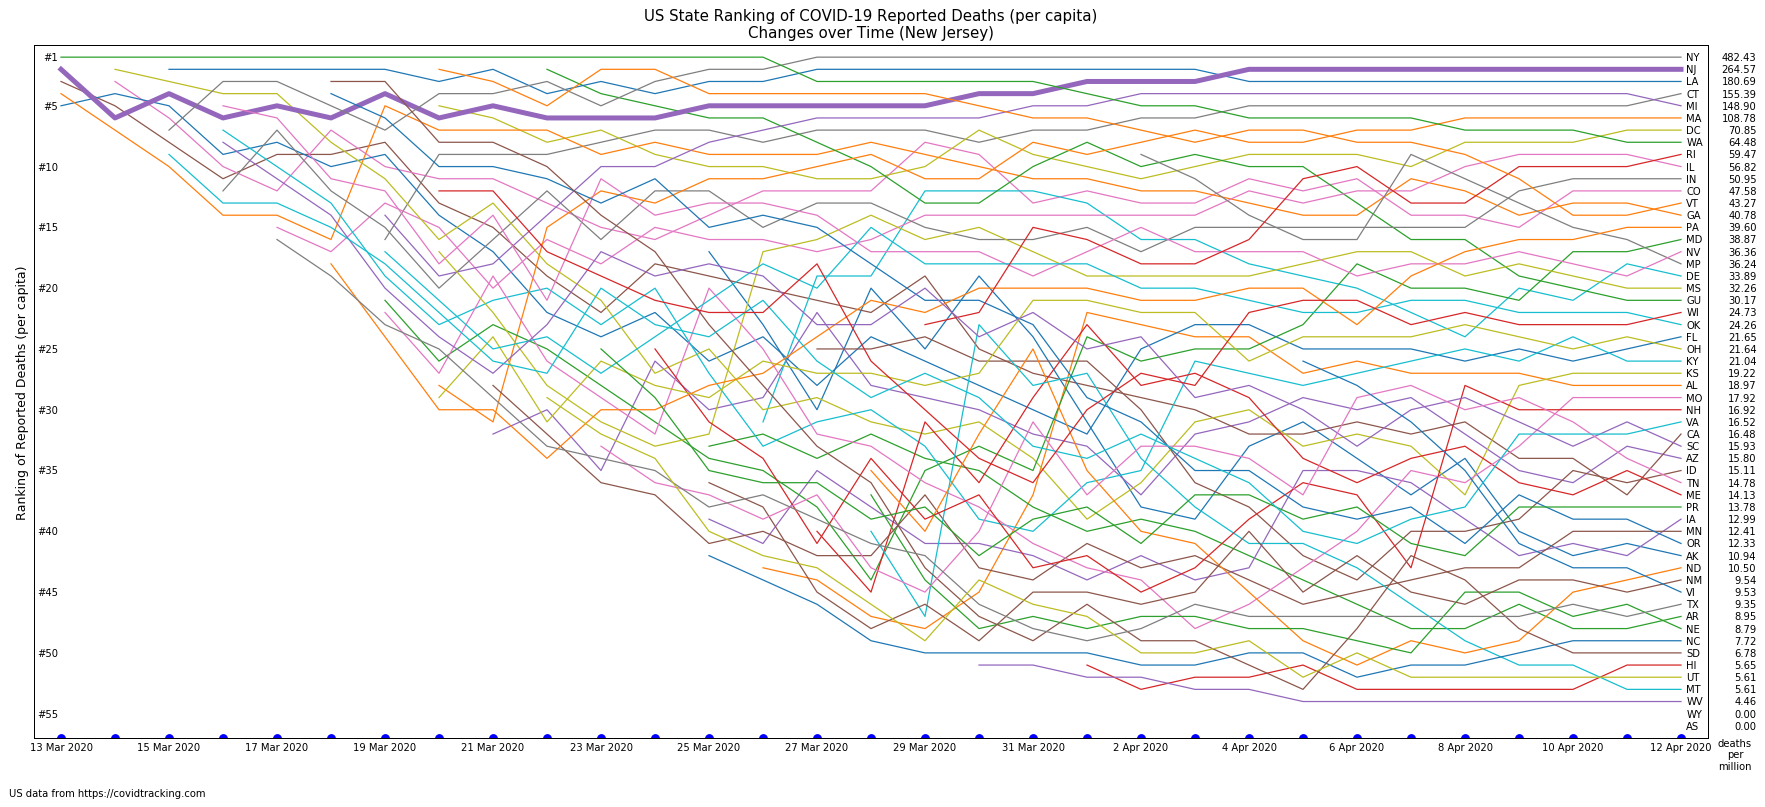 US State Ranking of COVID-19 Reported Deaths (per capita)
Changes over Time (New Jersey)
Ranking of Reported Deaths (per capita)
#1
#5
#10
#15
#20
#25
#30
#35
#40
#45
#50
#55
NY 482.43
NJ 264.57
LA 180.69
CT 155.39
MI 148.90
MA 108.78
DC 70.85
WA 64.48
RI 59.47
IL 56.82
IN 50.95
CO 47.58
VT 43.27
GA 40.78
PA 39.60
MD 38.87
NV 36.36
MP 36.24
DE 33.89
MS 32.26
GU 30.17
WI 24.73
OK 24.26
FL 21.65
OH 21.64
KY 21.04
KS 19.22
AL 18.97
MO 17.92
NH 16.92
VA 16.52
CA 16.48
SC 15.93
AZ 15.80
ID 15.11
TN 14.78
ME 14.13
PR 13.78
IA 12.99
MN 12.41
OR 12.33
AK 10.94
ND 10.50
NM 9.54
VI 9.53
TX 9.35
AR 8.95
NE 8.79
NC 7.72
SD 6.78
HI 5.65
UT 5.61
MT 5.61
WV 4.46
WY 0.00
AS 0.00
13 Mar 2020 15 Mar 2020 17 Mar 2020 19 Mar 2020 21 Mar 2020 23 Mar 2020 25 Mar 2020 27 Mar 2020 29 Mar 2020 31 Mar 2020 2 Apr 2020 4 Apr 2020 6 Apr 2020 8 Apr 2020 10 Apr 2020 12 Apr 2020
deaths
per
million
US data from https://covidtracking.com